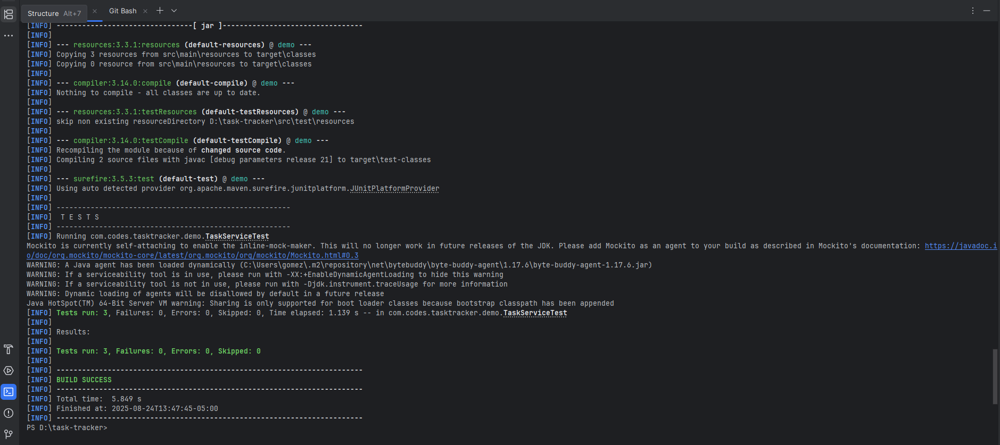 Structure Alt+7
Git Bash
[INFO] --------------------------------[ jar ]---------------------------------
[INFO]
[INFO] --- resources:3.3.1:resources (default-resources) @ demo ---
[INFO] Copying 3 resources from src\main\resources to target\classes
[INFO] Copying 0 resource from src\main\resources to target\classes
[INFO]
[INFO] --- compiler:3.14.0:compile (default-compile) @ demo ---
[INFO] Nothing to compile - all classes are up to date.
[INFO]
[INFO] --- resources:3.3.1:testResources (default-testResources) @ demo ---
[INFO] skip non existing resourceDirectory D:\task-tracker\src\test\resources
[INFO]
[INFO] --- compiler:3.14.0:testCompile (default-testCompile) @ demo ---
[INFO] Recompiling the module because of changed source code.
[INFO] Compiling 2 source files with javac [debug parameters release 21] to target\test-classes
[INFO]
[INFO] --- surefire:3.5.3:test (default-test) @ demo ---
[INFO] Using auto detected provider org.apache.maven.surefire.junitplatform.JUnitPlatformProvider
[INFO]
[INFO] -------------------------------------------------------
[INFO]  T E S T S
[INFO] -------------------------------------------------------
[INFO] Running com.codes.tasktracker.demo.TaskServiceTest
Mockito is currently self-attaching to enable the inline-mock-maker. This will no longer work in future releases of the JDK. Please add Mockito as an agent to your build as described in Mockito's documentation: https://javadoc.i
o/doc/org.mockito/mockito-core/latest/org.mockito/org/mockito/Mockito.html#0.3
WARNING: A Java agent has been loaded dynamically (C:\Users\gomez\.m2\repository\net\bytebuddy\byte-buddy-agent\1.17.6\byte-buddy-agent-1.17.6.jar)
WARNING: If a serviceability tool is in use, please run with -XX:+EnableDynamicAgentLoading to hide this warning
WARNING: If a serviceability tool is not in use, please run with -Djdk.instrument.traceUsage for more information
WARNING: Dynamic loading of agents will be disallowed by default in a future release
Java HotSpot(TM) 64-Bit Server VM warning: Sharing is only supported for boot loader classes because bootstrap classpath has been appended
[INFO] Tests run: 3, Failures: 0, Errors: 0, Skipped: 0, Time elapsed: 1.139 s -- in com.codes.tasktracker.demo.TaskServiceTest
[INFO]
[INFO] Results:
[INFO]
[INFO] Tests run: 3, Failures: 0, Errors: 0, Skipped: 0
[INFO]
[INFO] ------------------------------------------------------------------------
[INFO] BUILD SUCCESS
[INFO] ------------------------------------------------------------------------
[INFO] Total time:  5.849 s
[INFO] Finished at: 2025-08-24T13:47:45-05:00
[INFO] ------------------------------------------------------------------------
PS D:\task-tracker>